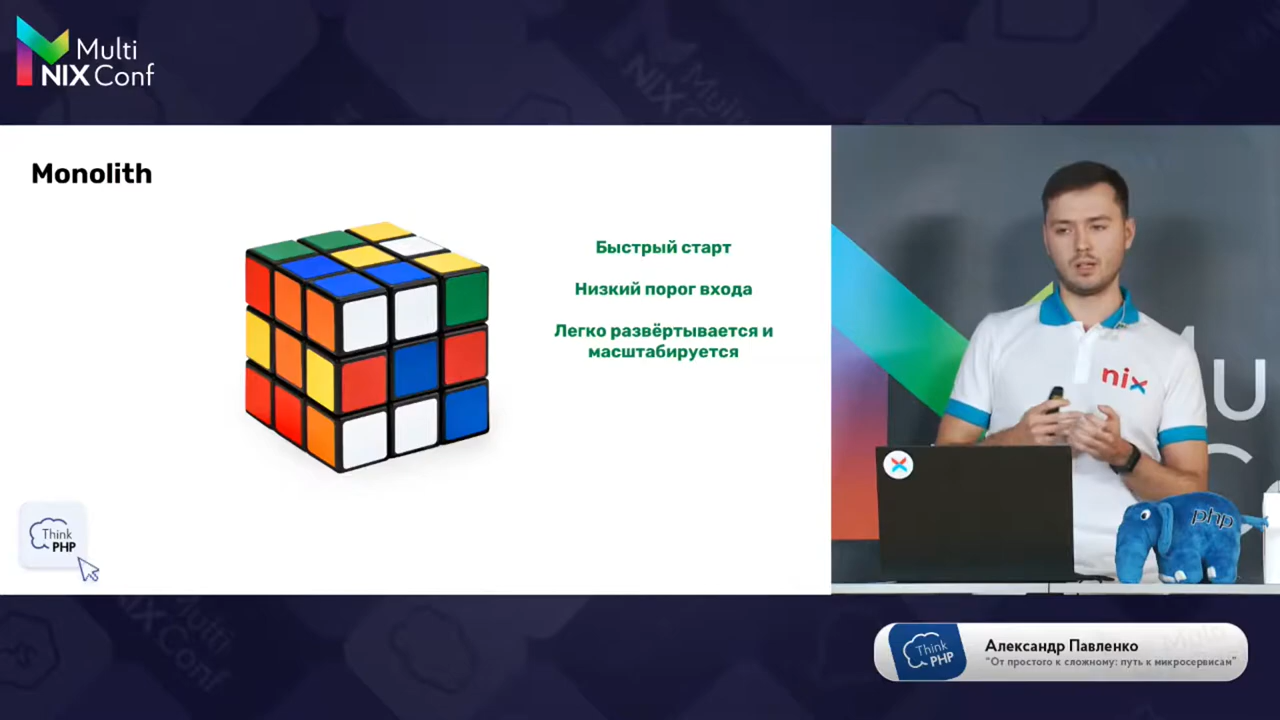 Multi
NIX Conf
Monolith
Быстрый старт
Низкий порог входа
Легко развёртывается и
масштабируется
nix
php
Think
PHP
Think
PHP
Александр Павленко
"От простого к сложному: путь к микросервисам"